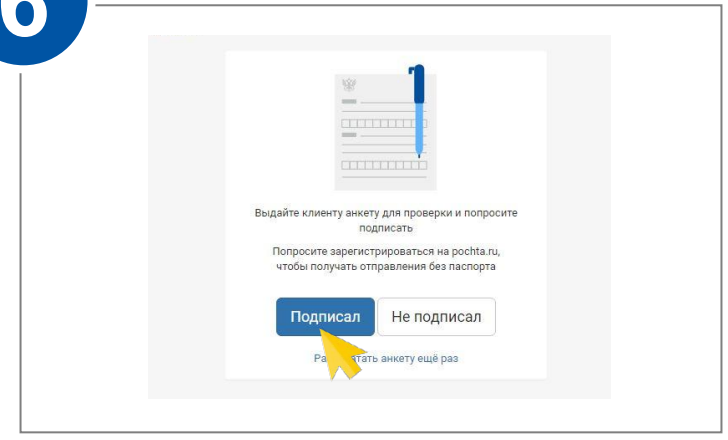 6
Выдайте клиенту анкету для проверки и попросите
подписать
Попросите зарегистрироваться на pochta.ru,
чтобы получать отправления без паспорта
Подписал
Не подписал
анкету ещё раз